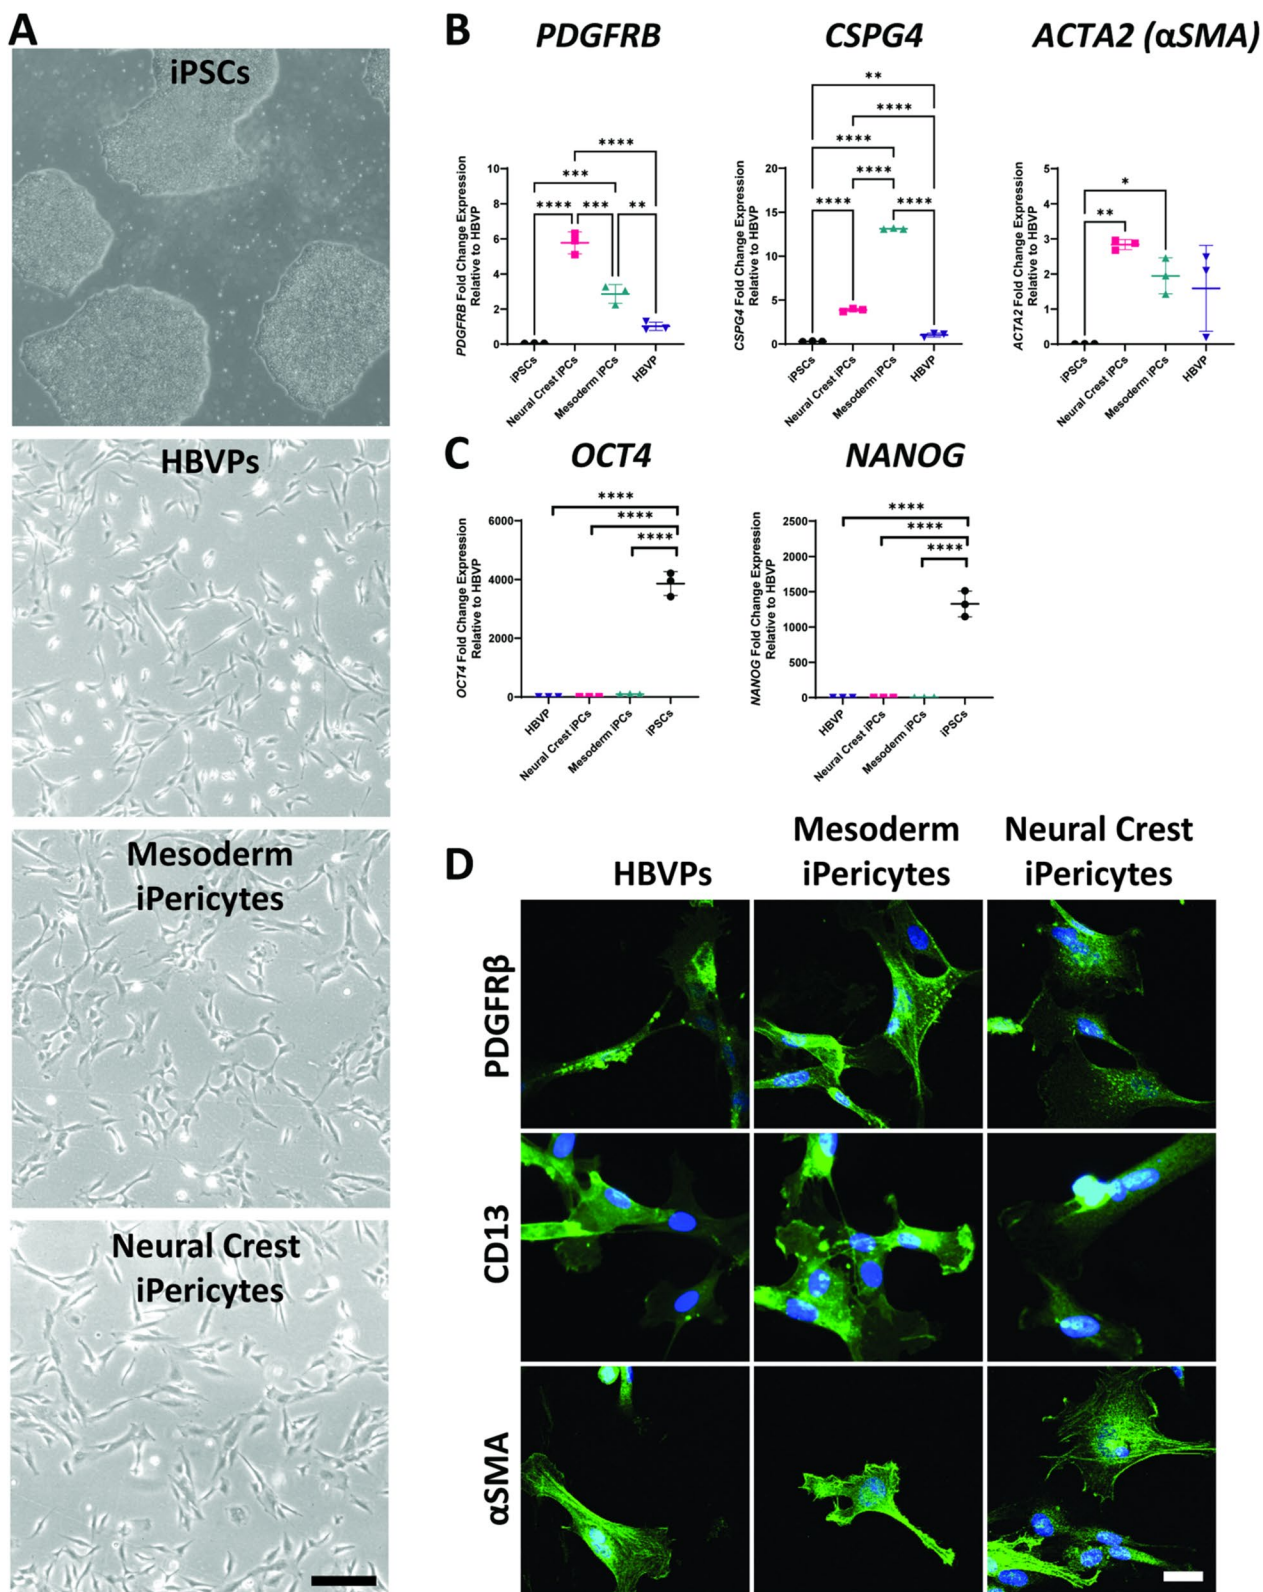 A
iPSCs
HBVPs
Mesoderm
iPericytes
Neural Crest
iPericytes
B
PDGFRB
CSPG4
ACTA2 (αSMA)
PDGFRB Fold Change Expression
Relative to HBVP
10
8
6
4
2
0
****
***
**** *** **
iPSCs
Neural Crest iPCs
Mesoderm iPCs
HBVP
CSPG4 Fold Change Expression
Relative to HBVP
20
15
10
5
0
**
****
****
****
**** ****
iPSCs
Neural Crest iPCs
Mesoderm iPCs
HBVP
ACTA2 Fold Change Expression
Relative to HBVP
5
4
3
2
1
0
*
**
iPSCs
Neural Crest iPCs
Mesoderm iPCs
HBVP
C
OCT4
NANOG
OCT4 Fold Change Expression
Relative to HBVP
6000
4000
2000
0
****
****
****
HBVP
Neural Crest iPCs
Mesoderm iPCs
iPSCs
NANOG Fold Change Expression
Relative to HBVP
2500
2000
1500
1000
500
0
****
****
****
HBVP
Neural Crest iPCs
Mesoderm iPCs
iPSCs
D
HBVPs
Mesoderm
iPericytes
Neural Crest
iPericytes
PDGFRβ
CD13
αSMA